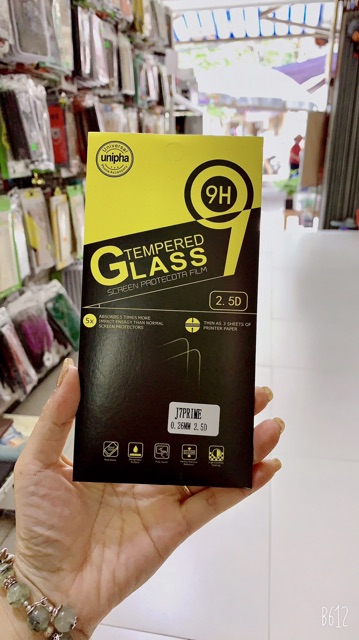 Universal
unipha
9H
TEMPERED
GLASS
SCREEN PROTECOTA FILM
2.5D
5x
ABSORBS 5 TIMES MORE
IMPACT ENERGY THAN NORMAL
SCREEN PROTECTORS
THIN AS 3 SHEETS OF
PRINTER PAPER
J7PRIME
0.26MM 2.5D
B612